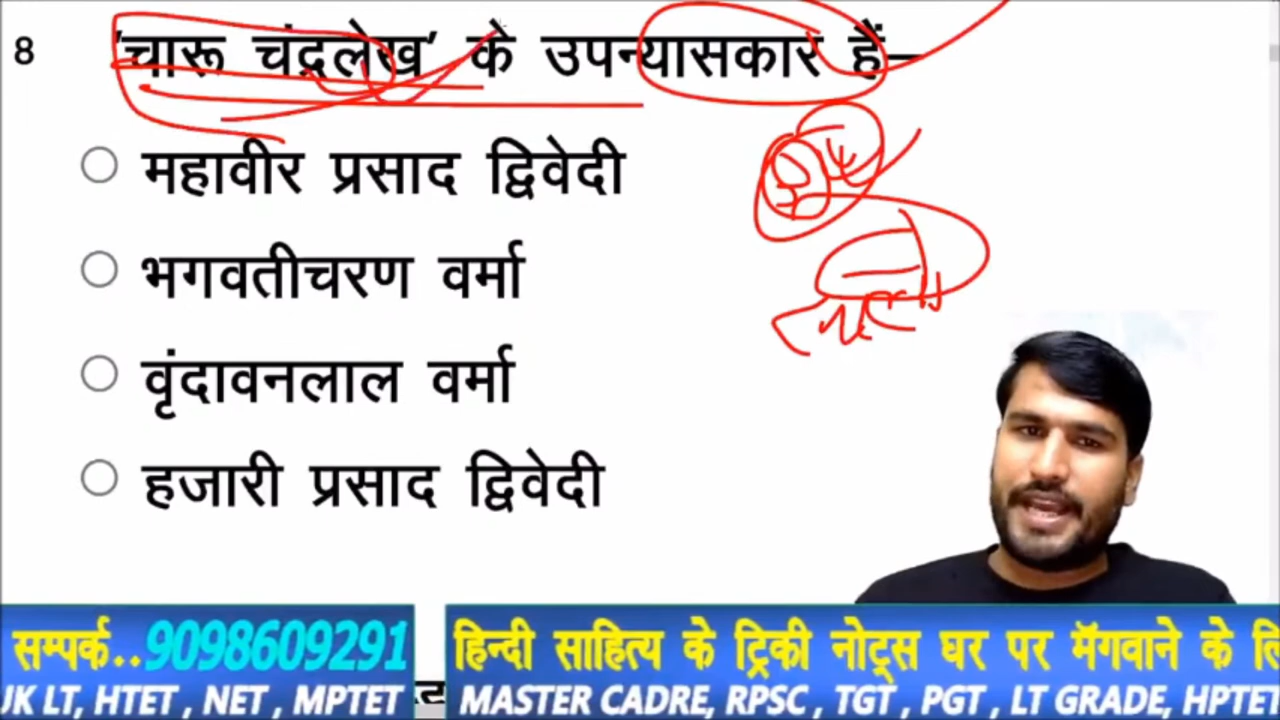 8 'चारू चंद्रलेख' के उपन्यासकार हैं–
महावीर प्रसाद द्विवेदी
भगवतीचरण वर्मा
वृंदावनलाल वर्मा
हजारी प्रसाद द्विवेदी
सम्पर्क..9098609291 हिन्दी साहित्य के ट्रिकी नोट्स घर पर मॅगवाने के लि
UK LT, HTET , NET , MPTET MASTER CADRE, RPSC , TGT , PGT , LT GRADE, HPTET